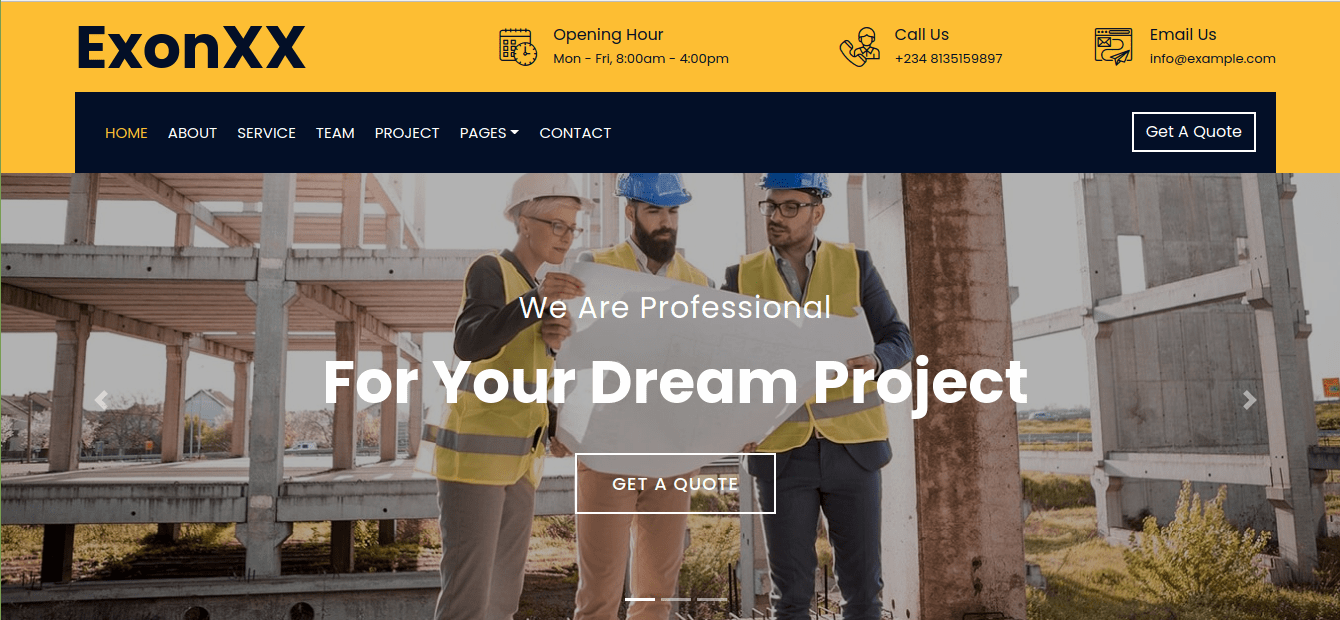 ExonXX
Opening Hour
Mon - Fri, 8:00am - 4:00pm
Call Us
+234 8135159897
Email Us
info@example.com
HOME ABOUT SERVICE TEAM PROJECT PAGES CONTACT
Get A Quote
We Are Professional
For Your Dream Project
GET A QUOTE